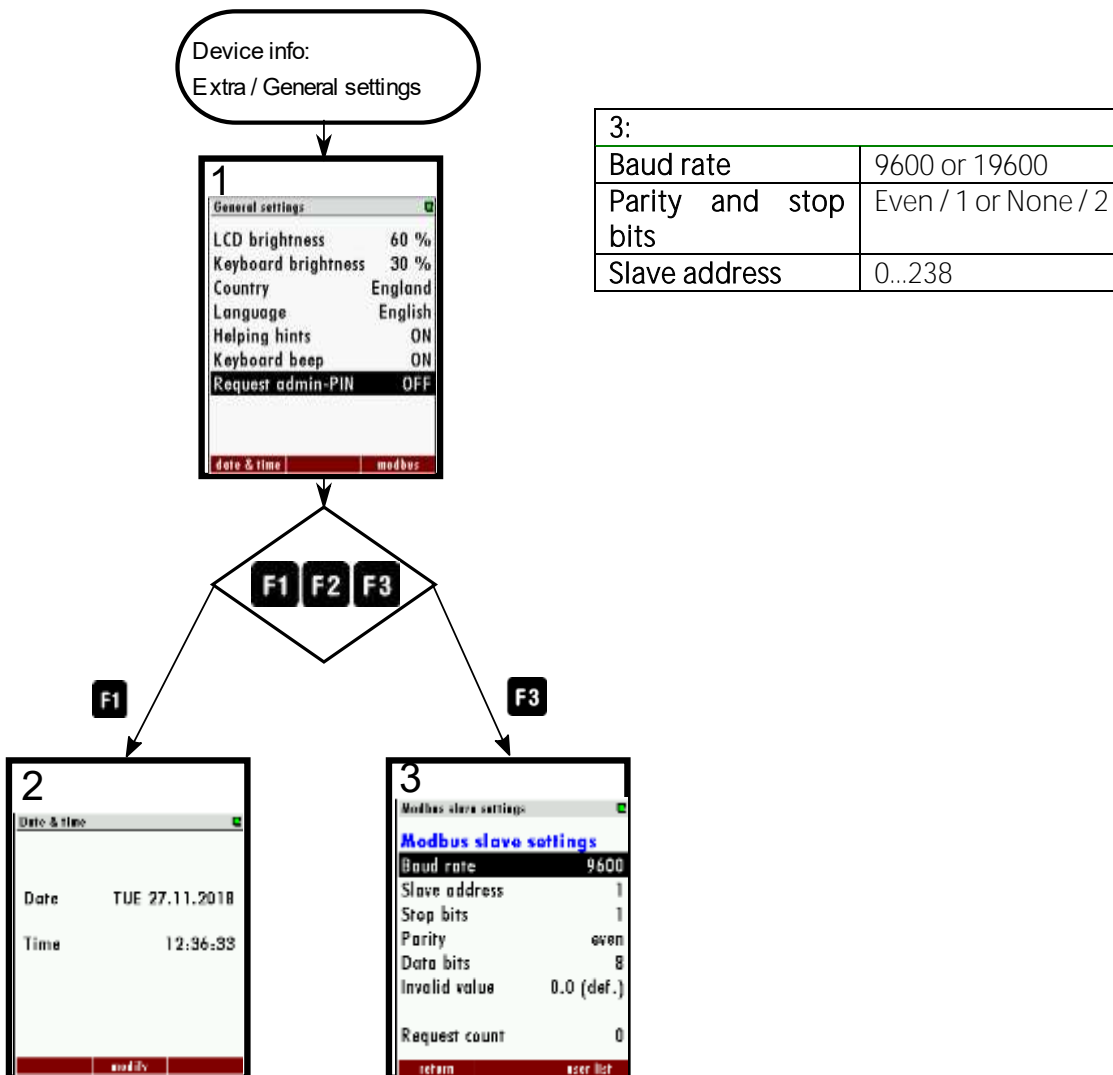 Device info:
Extra / General settings
1
General settings
LCD brightness 60 %
Keyboard brightness 30 %
Country England
Language English
Helping hints ON
Keyboard beep ON
Request admin-PIN OFF
date & time modbus
F1 F2 F3
F1
F3
2
Date & time
Date TUE 27.11.2018
Time 12:36:33
modify
3
Modbus slave settings
Modbus slave settings
Baud rate 9600
Slave address 1
Stop bits 1
Parity even
Data bits 8
Invalid value 0.0 (def.)
Request count 0
return user list
3:
Baud rate 9600 or 19600
Parity and stop Even / 1 or None / 2
bits
Slave address 0...238